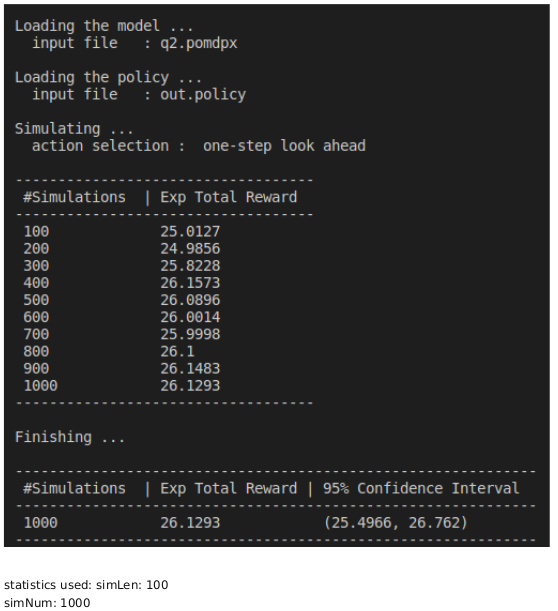 Loading the model ...
input file   : q2.pomdpx
Loading the policy ...
input file   : out.policy
Simulating ...
action selection :  one-step look ahead
-----------------------------------
#Simulations  | Exp Total Reward
-----------------------------------
100             25.0127
200             24.9856
300             25.8228
400             26.1573
500             26.0896
600             26.0014
700             25.9998
800             26.1
900             26.1483
1000            26.1293
-----------------------------------
Finishing ...
-------------------------------------------------------------
#Simulations  | Exp Total Reward | 95% Confidence Interval
-------------------------------------------------------------
1000            26.1293            (25.4966, 26.762)
-------------------------------------------------------------
statistics used: simLen: 100
simNum: 1000